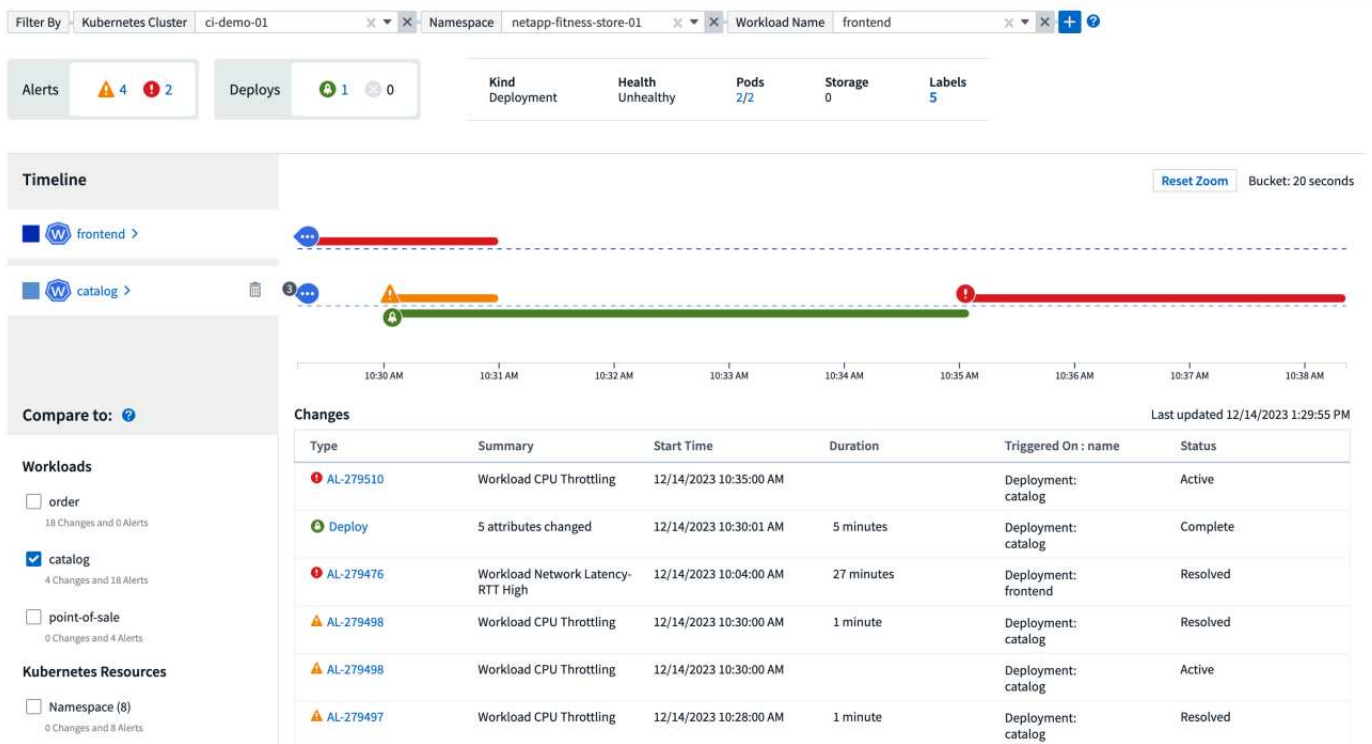 Filter By Kubernetes Cluster ci-demo-01 Namespace netapp-fitness-store-01 Workload Name frontend
Alerts 4 2 Deploys 1 0
Kind Health Pods Storage Labels
Deployment Unhealthy 2/2 0 5
Timeline
Reset Zoom Bucket: 20 seconds
frontend
catalog
3
10:30 AM 10:31 AM 10:32 AM 10:33 AM 10:34 AM 10:35 AM 10:36 AM 10:37 AM 10:38 AM
Compare to:
Workloads
order
18 Changes and 0 Alerts
catalog
4 Changes and 18 Alerts
point-of-sale
0 Changes and 4 Alerts
Kubernetes Resources
Namespace (8)
0 Changes and 8 Alerts
Changes Last updated 12/14/2023 1:29:55 PM
Type Summary Start Time Duration Triggered On : name Status
AL-279510 Workload CPU Throttling 12/14/2023 10:35:00 AM Deployment: Active
catalog
Deploy 5 attributes changed 12/14/2023 10:30:01 AM 5 minutes Deployment: Complete
catalog
AL-279476 Workload Network Latency- 12/14/2023 10:04:00 AM 27 minutes Deployment: Resolved
RTT High frontend
AL-279498 Workload CPU Throttling 12/14/2023 10:30:00 AM 1 minute Deployment: Resolved
catalog
AL-279498 Workload CPU Throttling 12/14/2023 10:30:00 AM Deployment: Active
catalog
AL-279497 Workload CPU Throttling 12/14/2023 10:28:00 AM 1 minute Deployment: Resolved
catalog